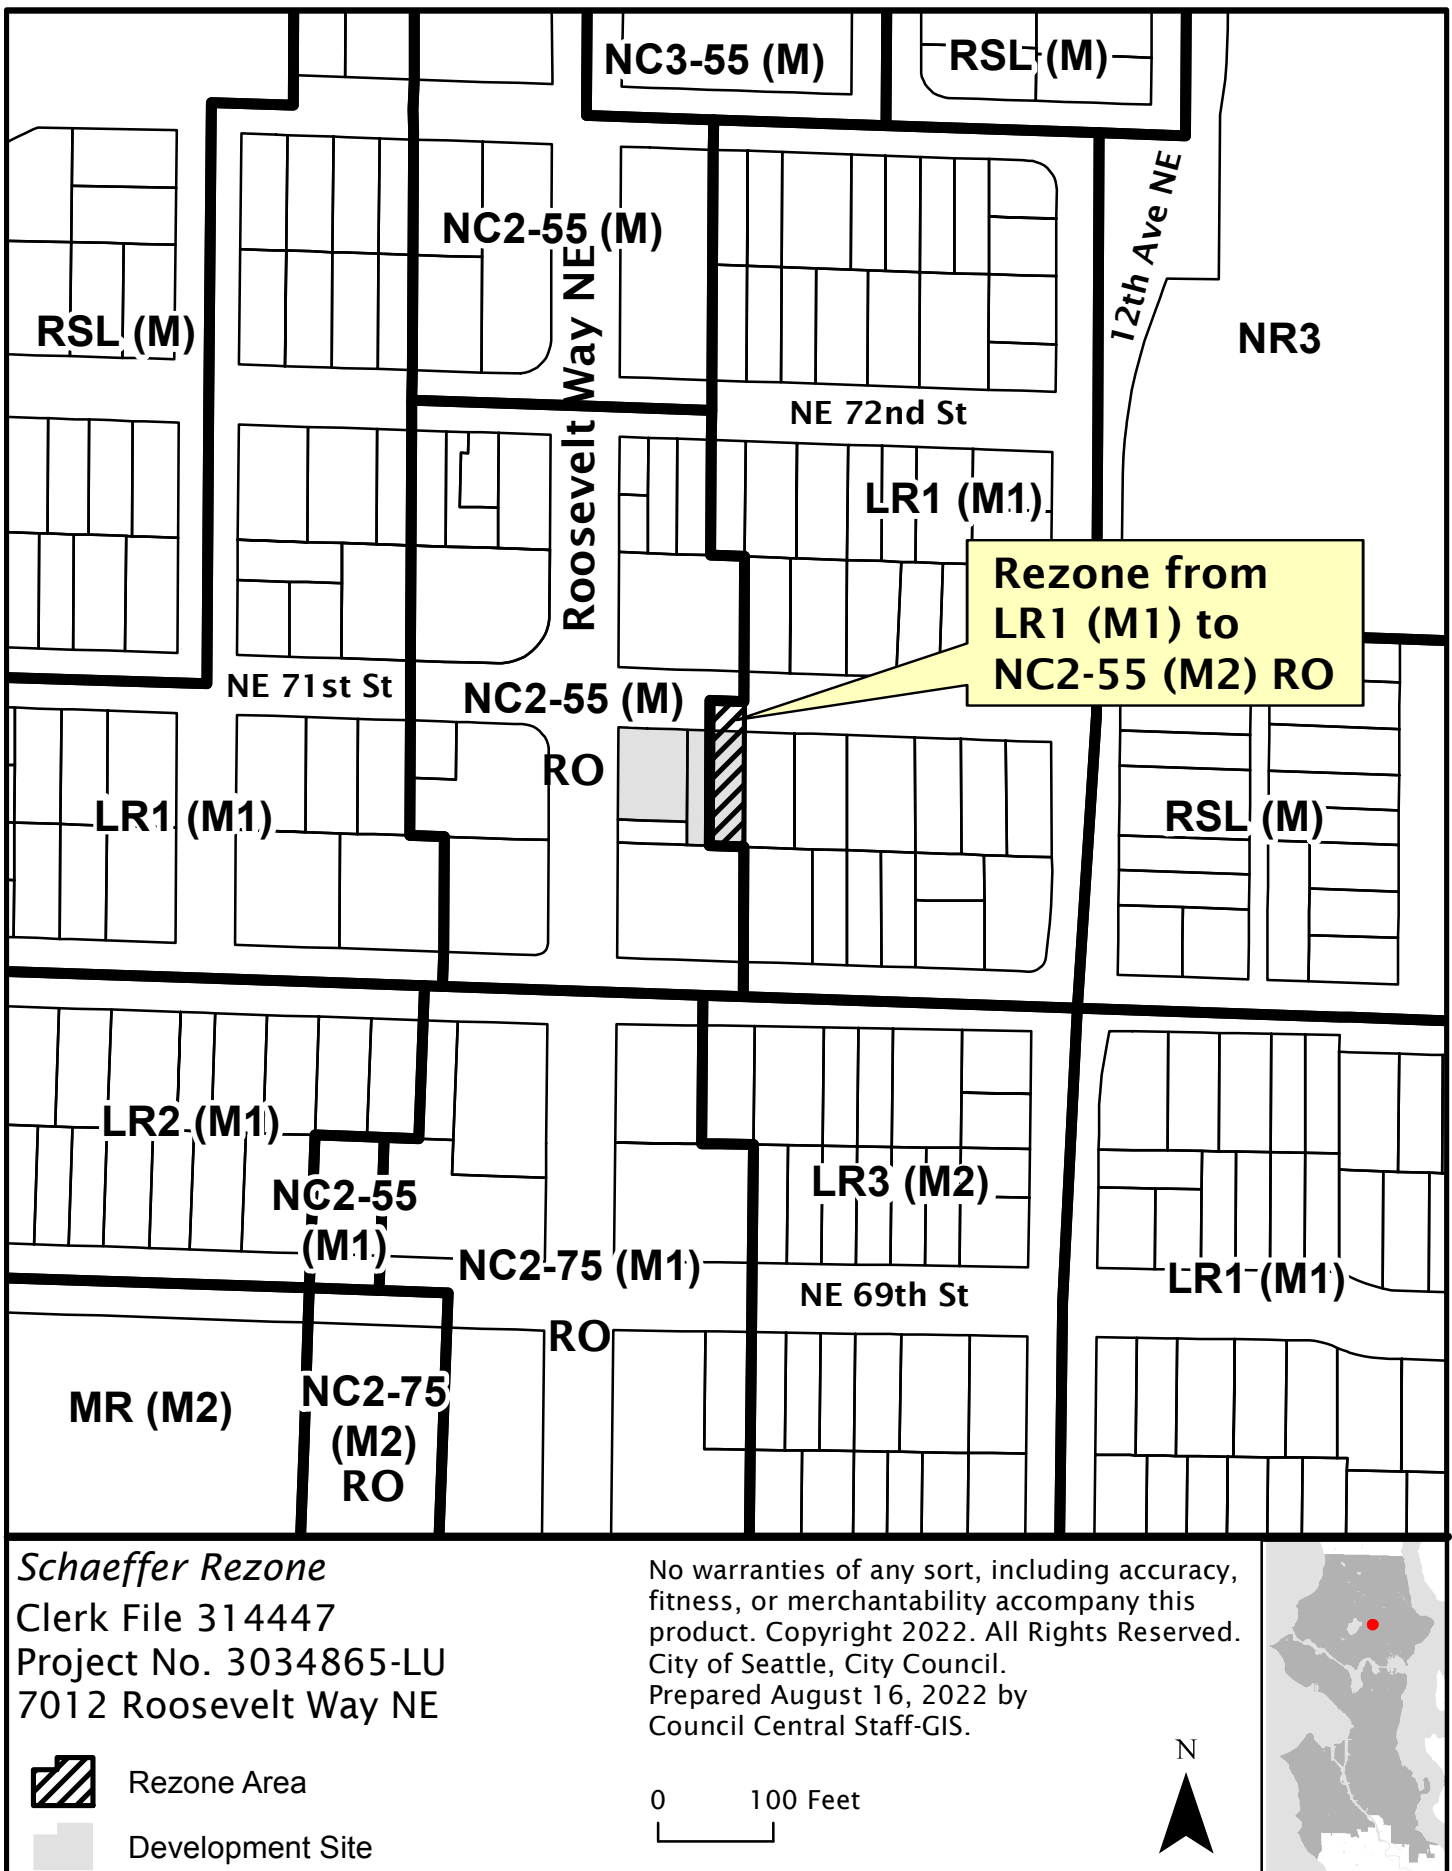 NC3-55 (M)
RSL (M)
12th Ave NE
NC2-55 (M)
Roosevelt Way NE
RSL (M)
NR3
NE 72nd St
LR1 (M1)
Rezone from
LR1 (M1) to
NC2-55 (M2) RO
NE 71st St
NC2-55 (M)
RO
LR1 (M1)
RSL (M)
LR2 (M1)
NC2-55
(M1)
LR3 (M2)
NC2-75 (M1)
RO
NE 69th St
LR1 (M1)
MR (M2)
NC2-75
(M2)
RO
Schaeffer Rezone
Clerk File 314447
Project No. 3034865-LU
7012 Roosevelt Way NE
Rezone Area
Development Site
No warranties of any sort, including accuracy,
fitness, or merchantability accompany this
product. Copyright 2022. All Rights Reserved.
City of Seattle, City Council.
Prepared August 16, 2022 by
Council Central Staff-GIS.
0 100 Feet
N